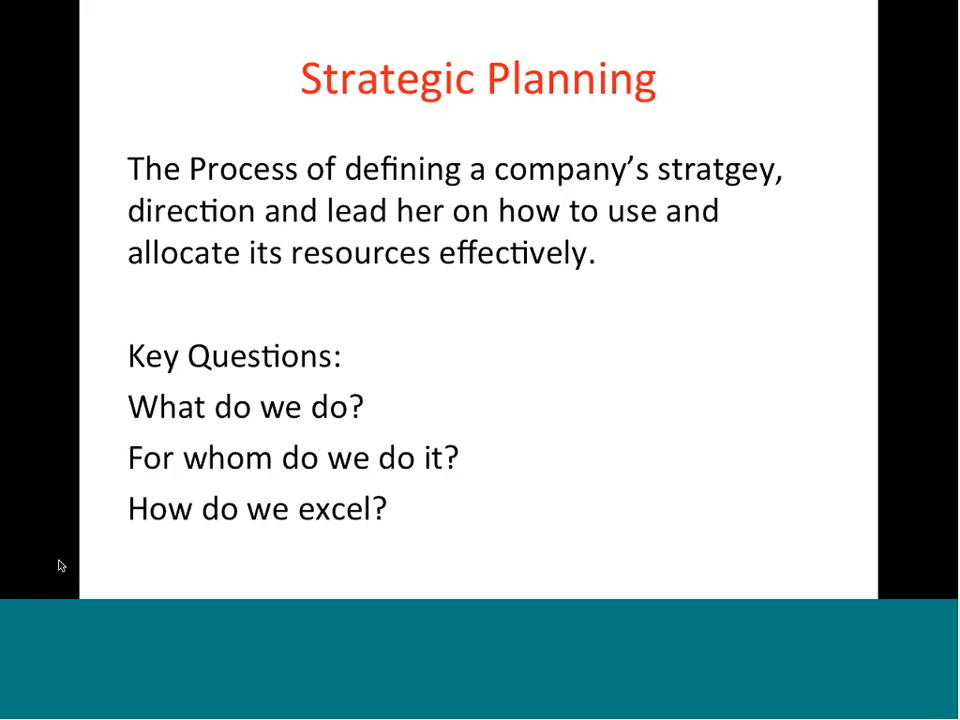 Strategic Planning
The Process of defining a company’s stratgey,
direction and lead her on how to use and
allocate its resources effectively.
Key Questions:
What do we do?
For whom do we do it?
How do we excel?